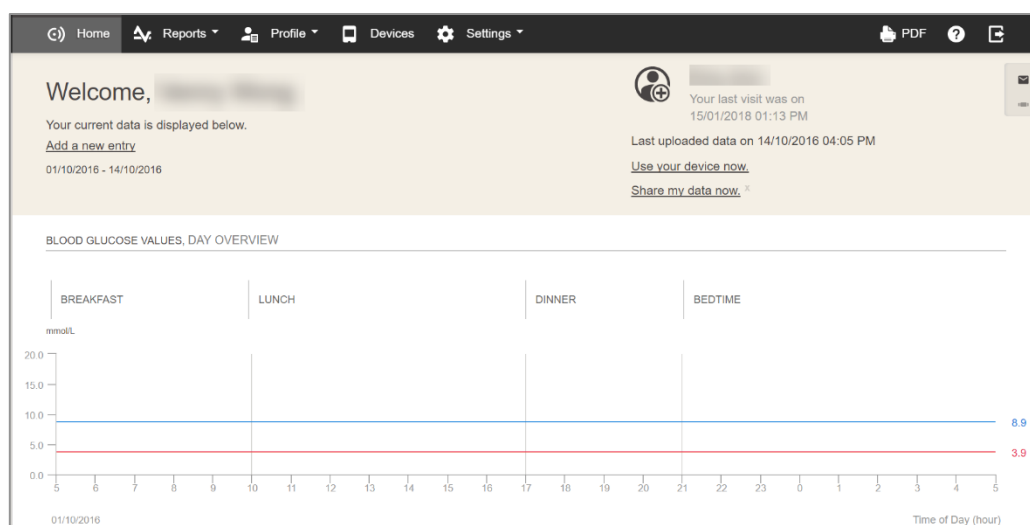 Home Reports Profile Devices Settings PDF ?
Welcome,
Your current data is displayed below.
Add a new entry
01/10/2016 - 14/10/2016
Your last visit was on
15/01/2018 01:13 PM
Last uploaded data on 14/10/2016 04:05 PM
Use your device now.
Share my data now. x
BLOOD GLUCOSE VALUES, DAY OVERVIEW
BREAKFAST LUNCH DINNER BEDTIME
mmol/L
20.0
15.0
10.0
8.9
5.0
3.9
0.0
5 6 7 8 9 10 11 12 13 14 15 16 17 18 19 20 21 22 23 0 1 2 3 4 5
01/10/2016 Time of Day (hour)